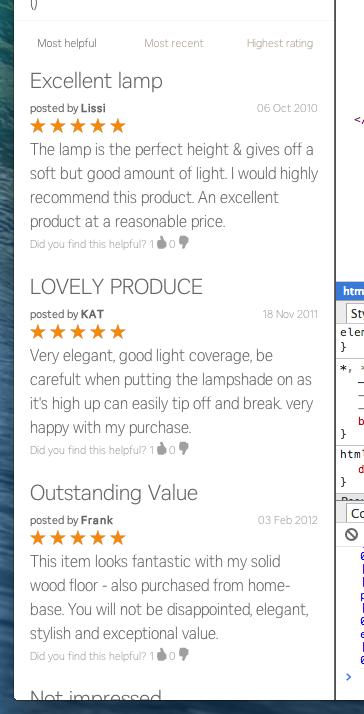 ()
Most helpful Most recent Highest rating
Excellent lamp
posted by Lissi 06 Oct 2010
The lamp is the perfect height & gives off a
soft but good amount of light. I would highly
recommend this product. An excellent
product at a reasonable price.
Did you find this helpful? 1 0
LOVELY PRODUCE
posted by KAT 18 Nov 2011
Very elegant, good light coverage, be
carefult when putting the lampshade on as
it's high up can easily tip off and break. very
happy with my purchase.
Did you find this helpful? 1 0
Outstanding Value
posted by Frank 03 Feb 2012
This item looks fantastic with my solid
wood floor - also purchased from home-
base. You will not be disappointed, elegant,
stylish and exceptional value.
Did you find this helpful? 1 0
Not impressed
</
htm
Sty
elem
}
*, 
b
}
html
d
}
Co
>